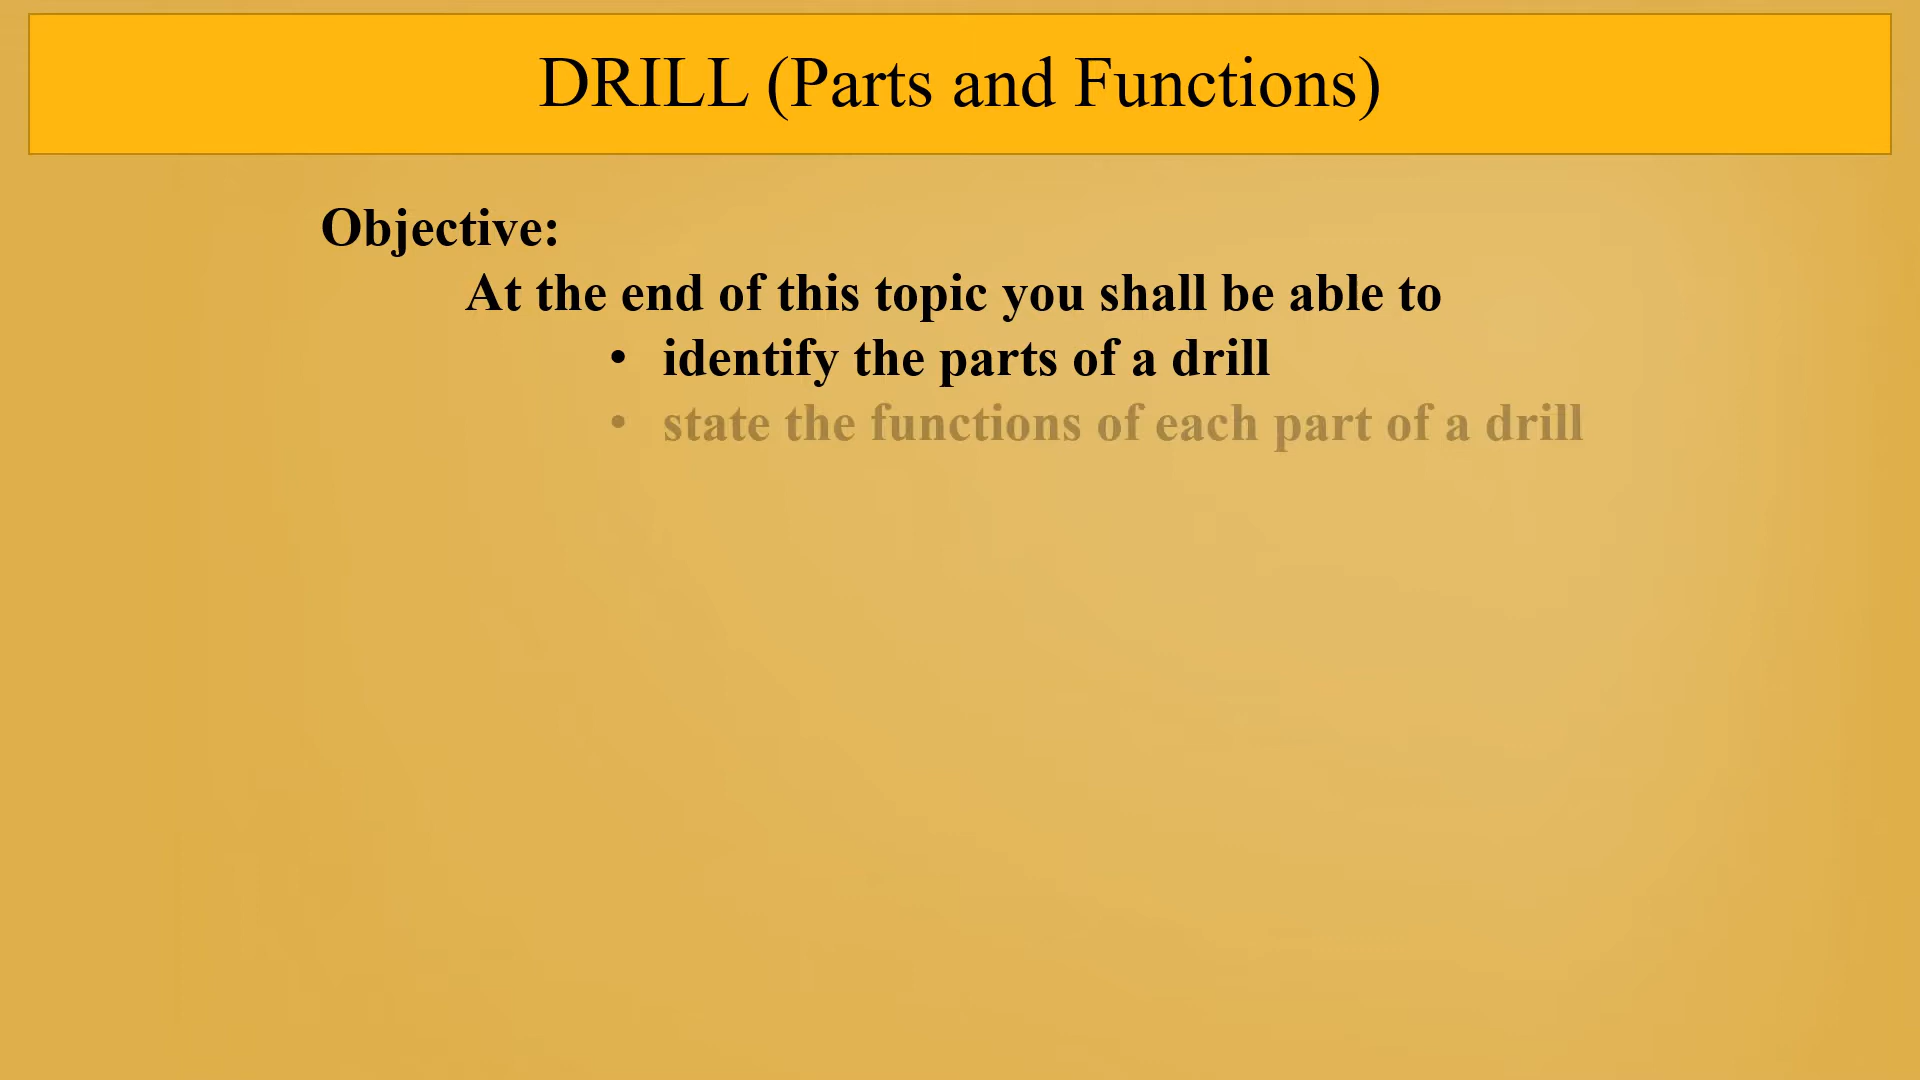 DRILL (Parts and Functions)
Objective:
At the end of this topic you shall be able to
• identify the parts of a drill
• state the functions of each part of a drill